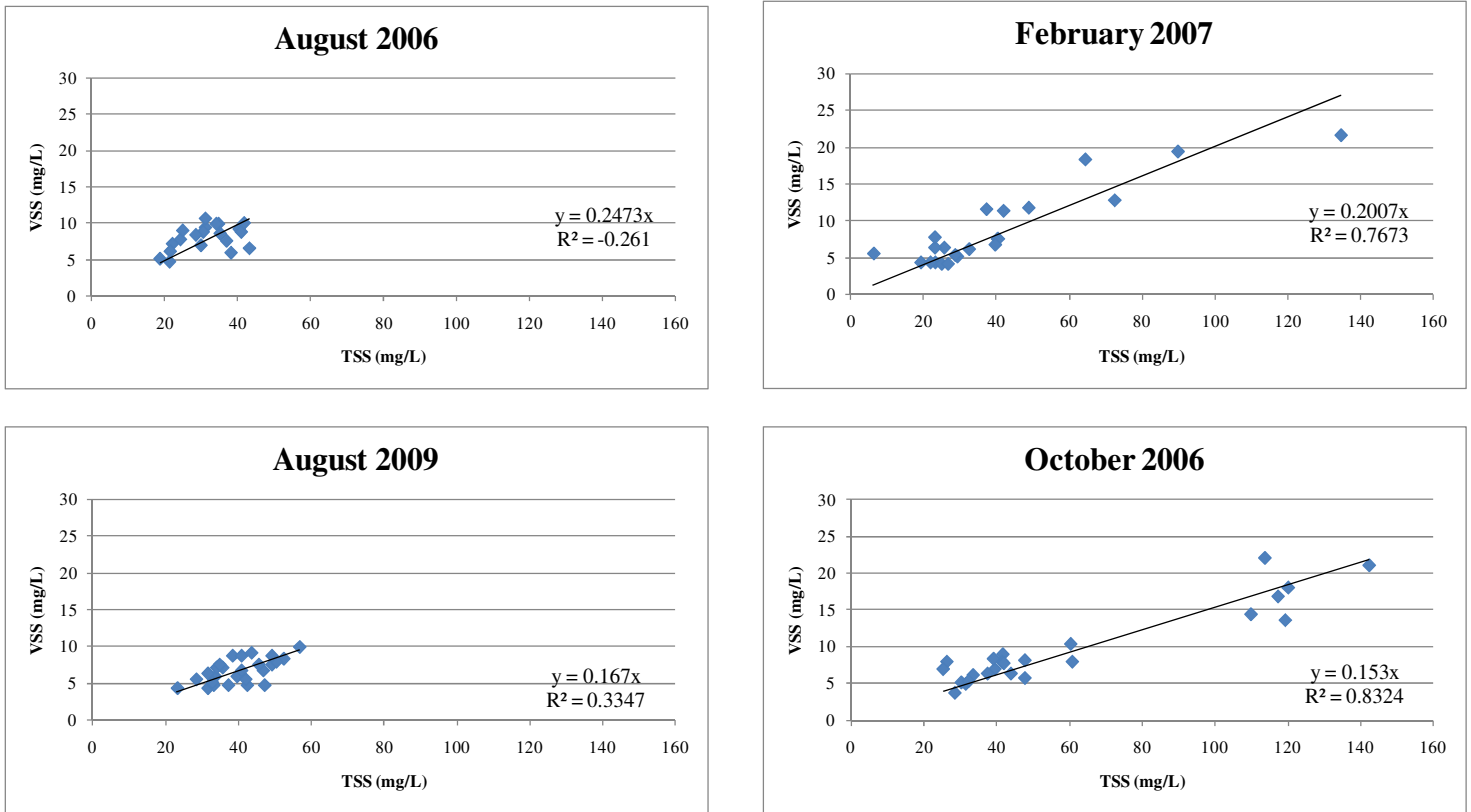 August 2006
30
25
20
15
10
5
0
VSS (mg/L)
y = 0.2473x
R² = -0.261
0 20 40 60 80 100 120 140 160
TSS (mg/L)
February 2007
30
25
20
15
10
5
0
VSS (mg/L)
y = 0.2007x
R² = 0.7673
0 20 40 60 80 100 120 140 160
TSS (mg/L)
August 2009
30
25
20
15
10
5
0
VSS (mg/L)
y = 0.167x
R² = 0.3347
0 20 40 60 80 100 120 140 160
TSS (mg/L)
October 2006
30
25
20
15
10
5
0
VSS (mg/L)
y = 0.153x
R² = 0.8324
0 20 40 60 80 100 120 140 160
TSS (mg/L)